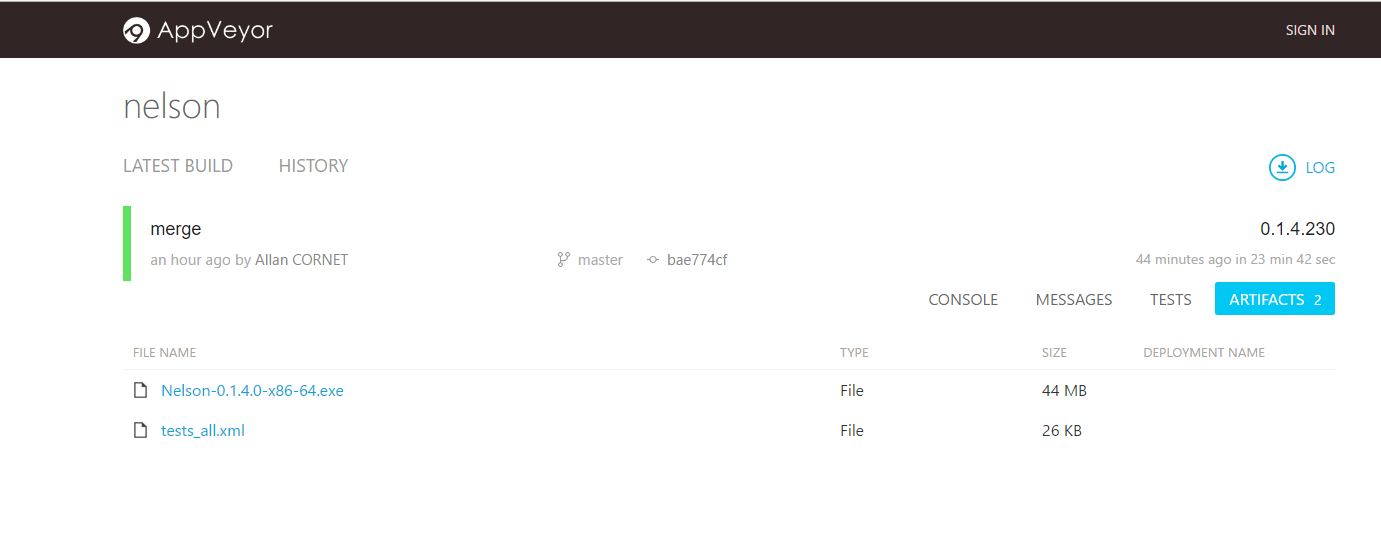 AppVeyor SIGN IN
nelson
LATEST BUILD HISTORY LOG
merge 0.1.4.230
an hour ago by Allan CORNET master bae774cf 44 minutes ago in 23 min 42 sec
CONSOLE MESSAGES TESTS ARTIFACTS 2
FILE NAME TYPE SIZE DEPLOYMENT NAME
Nelson-0.1.4.0-x86-64.exe File 44 MB
tests_all.xml File 26 KB